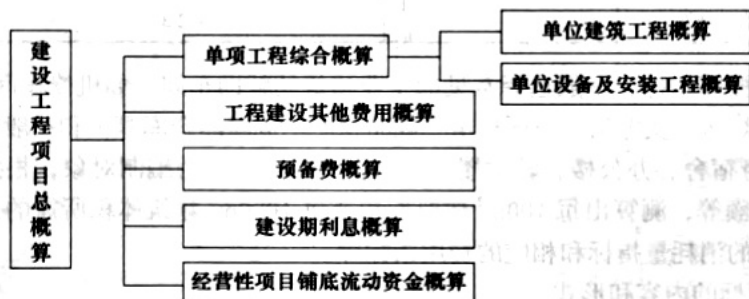 建设工程项目总概算
单项工程综合概算
单位建筑工程概算
单位设备及安装工程概算
工程建设其他费用概算
预备费概算
建设期利息概算
经营性项目铺底流动资金概算